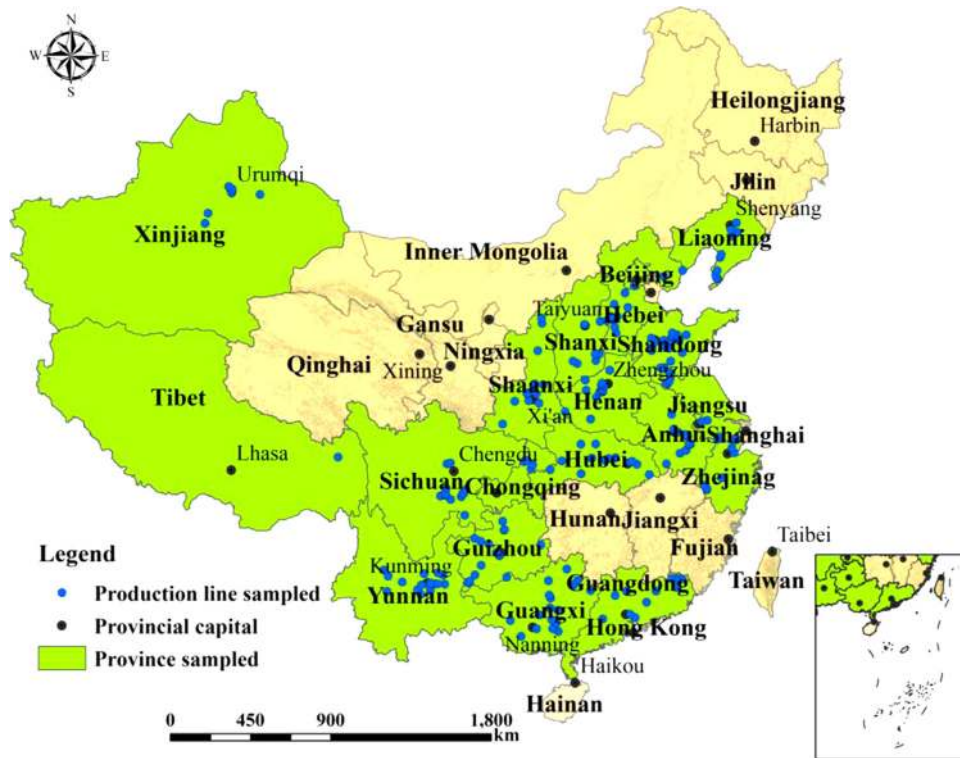 N
W E
S
Heilongjiang
Harbin
Jilin
Shenyang
Liaoning
Urumqi
Xinjiang
Inner Mongolia
Beijing
Taiyuan
Hebei
Gansu
Shanxi
Shandong
Qinghai
Ningxia
Xining
Zhengzhou
Shaanxi
Henan
Tibet
Xi'an
Jiangsu
Anhui
Shanghai
Lhasa
Chengdu
Hubei
Sichuan
Chongqing
Zhejinag
Hunan
Jiangxi
Guizhou
Fujian
Taibei
Legend
Kunming
Guangdong
Taiwan
Production line sampled
Yunnan
Guangxi
Provincial capital
Hong Kong
Nanning
Province sampled
Haikou
Hainan
0 450 900 1,800
km